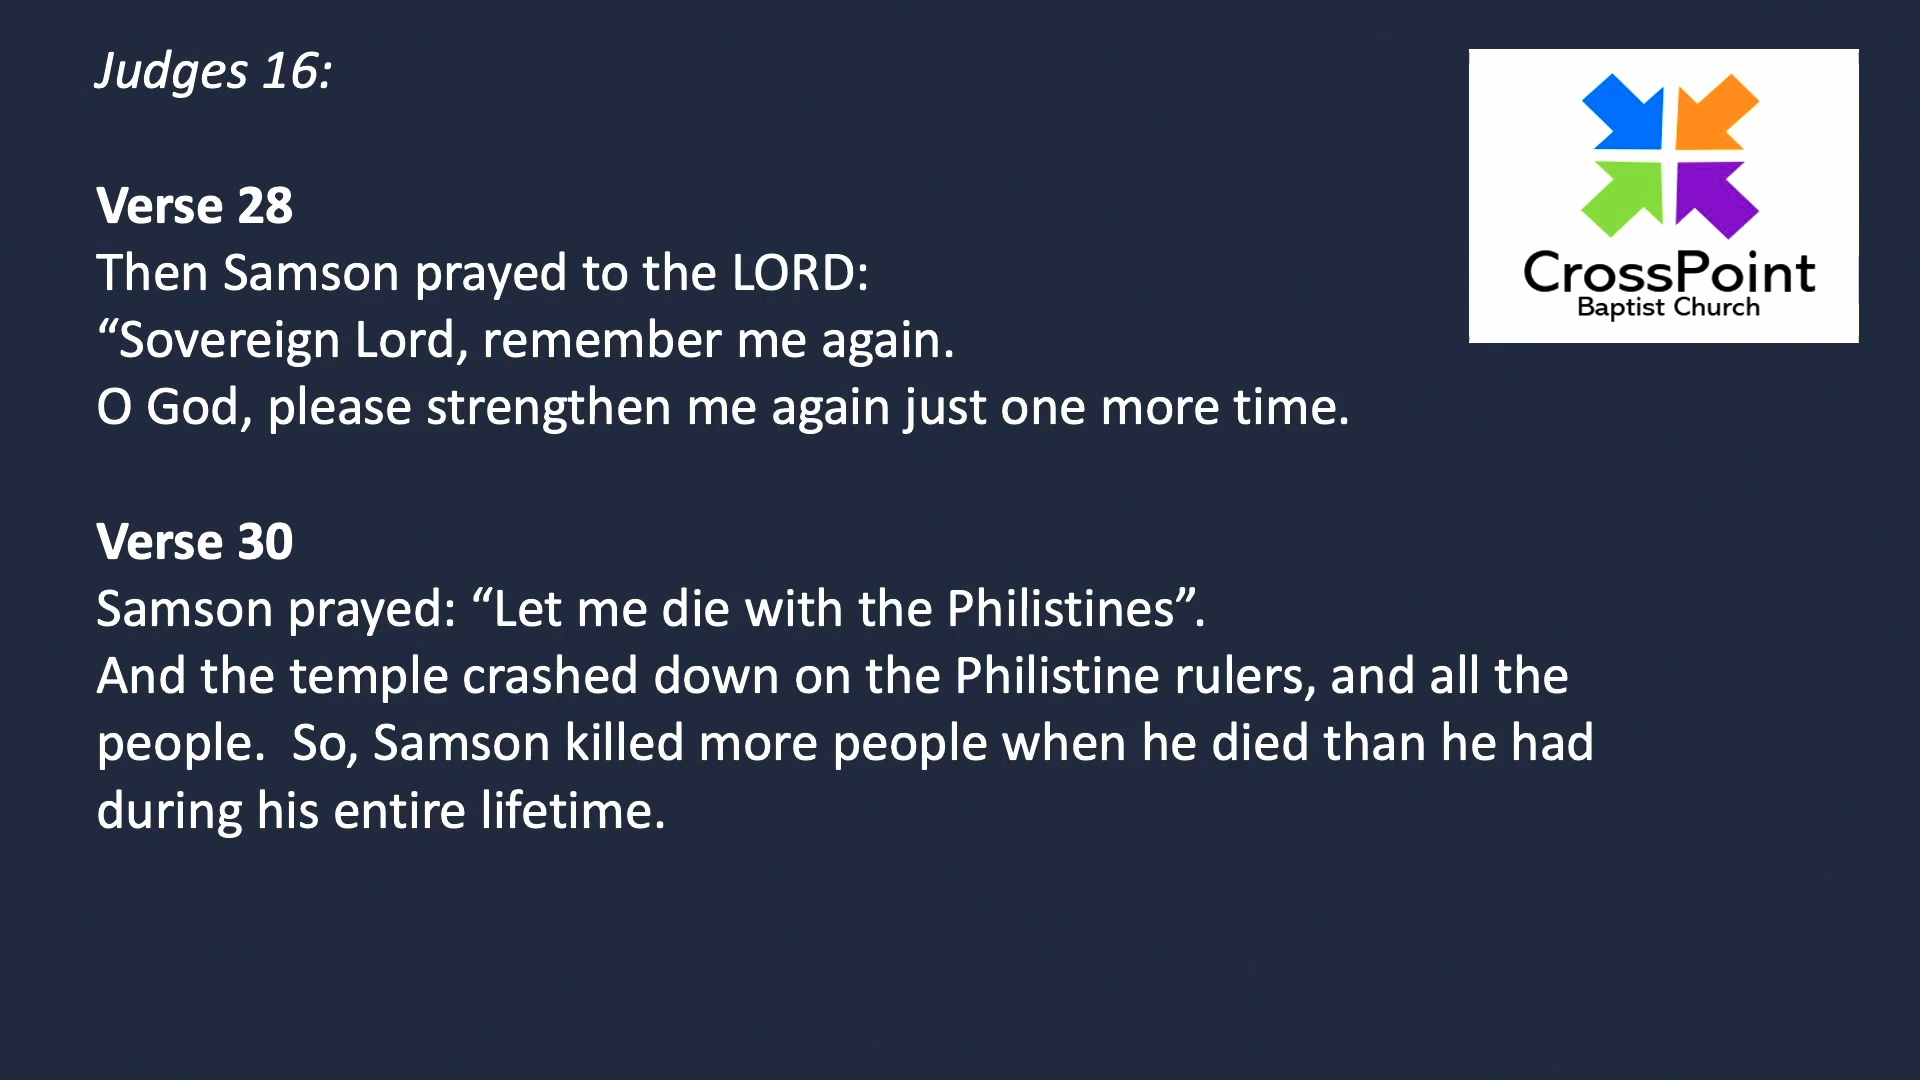 Judges 16:
CrossPoint
Baptist Church
Verse 28
Then Samson prayed to the LORD:
“Sovereign Lord, remember me again.
O God, please strengthen me again just one more time.
Verse 30
Samson prayed: “Let me die with the Philistines”.
And the temple crashed down on the Philistine rulers, and all the
people.  So, Samson killed more people when he died than he had
during his entire lifetime.